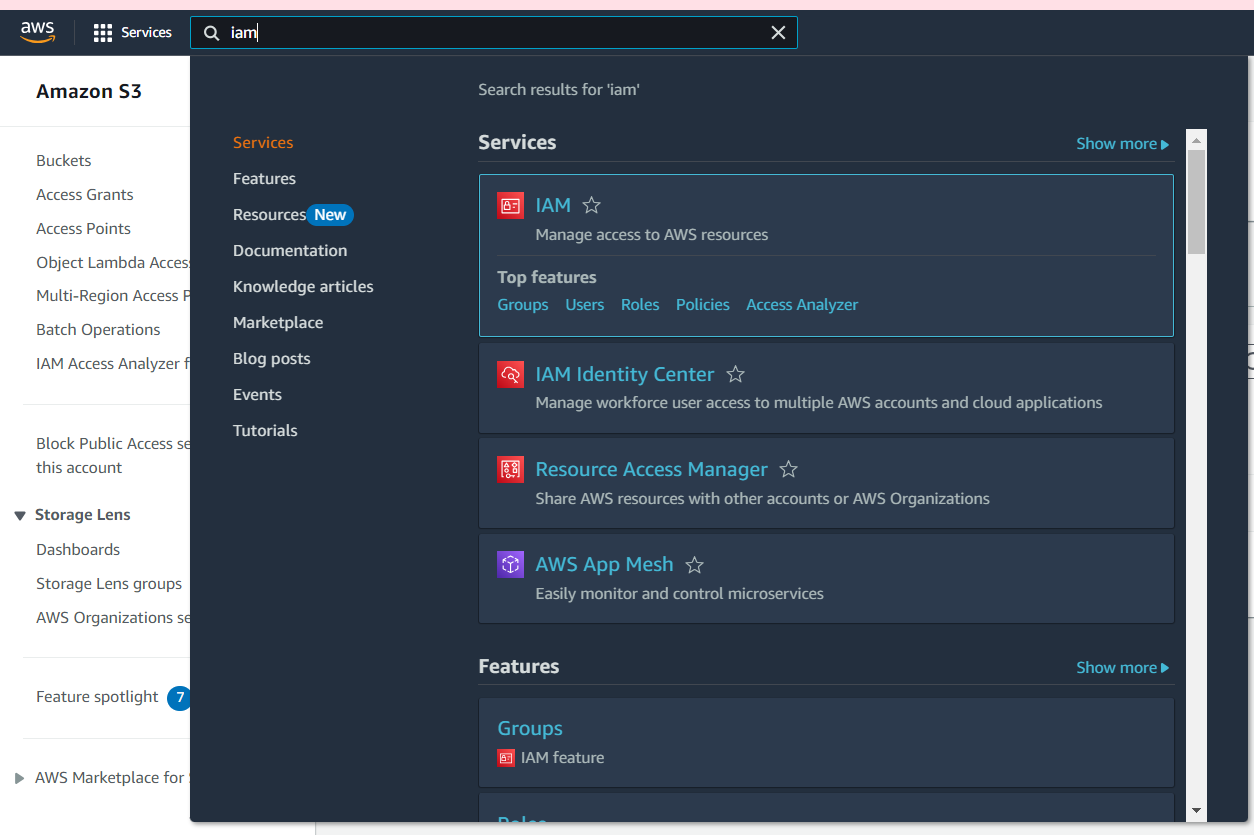 aws
Services
iam
Amazon S3
Buckets
Access Grants
Access Points
Object Lambda Acces
Multi-Region Access P
Batch Operations
IAM Access Analyzer f
Block Public Access se
this account
Storage Lens
Dashboards
Storage Lens groups
AWS Organizations se
Feature spotlight 7
AWS Marketplace for
Services
Features
Resources New
Documentation
Knowledge articles
Marketplace
Blog posts
Events
Tutorials
Search results for 'iam'
Services Show more
IAM
Manage access to AWS resources
Top features
Groups Users Roles Policies Access Analyzer
IAM Identity Center
Manage workforce user access to multiple AWS accounts and cloud applications
Resource Access Manager
Share AWS resources with other accounts or AWS Organizations
AWS App Mesh
Easily monitor and control microservices
Features Show more
Groups
IAM feature
Roles